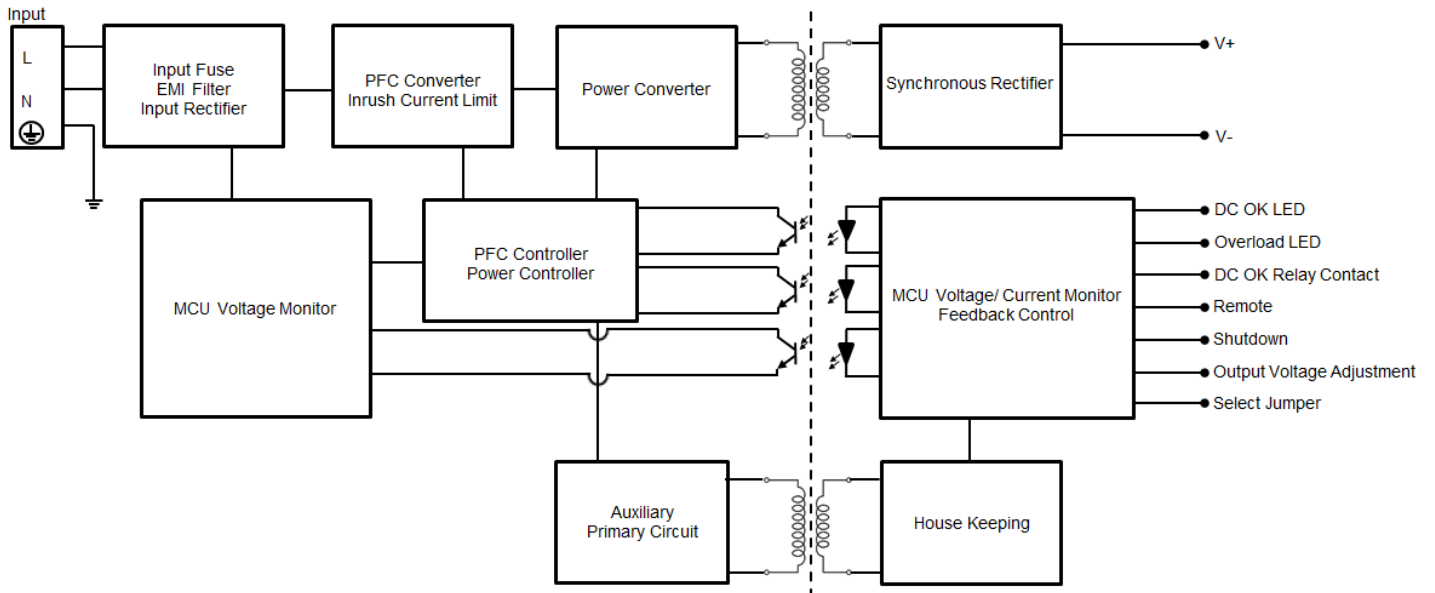 Input
L
N
Input Fuse
EMI Filter
Input Rectifier
PFC Converter
Inrush Current Limit
Power Converter
Synchronous Rectifier
V+
V-
MCU Voltage Monitor
PFC Controller
Power Controller
MCU Voltage/ Current Monitor
Feedback Control
DC OK LED
Overload LED
DC OK Relay Contact
Remote
Shutdown
Output Voltage Adjustment
Select Jumper
Auxiliary
Primary Circuit
House Keeping